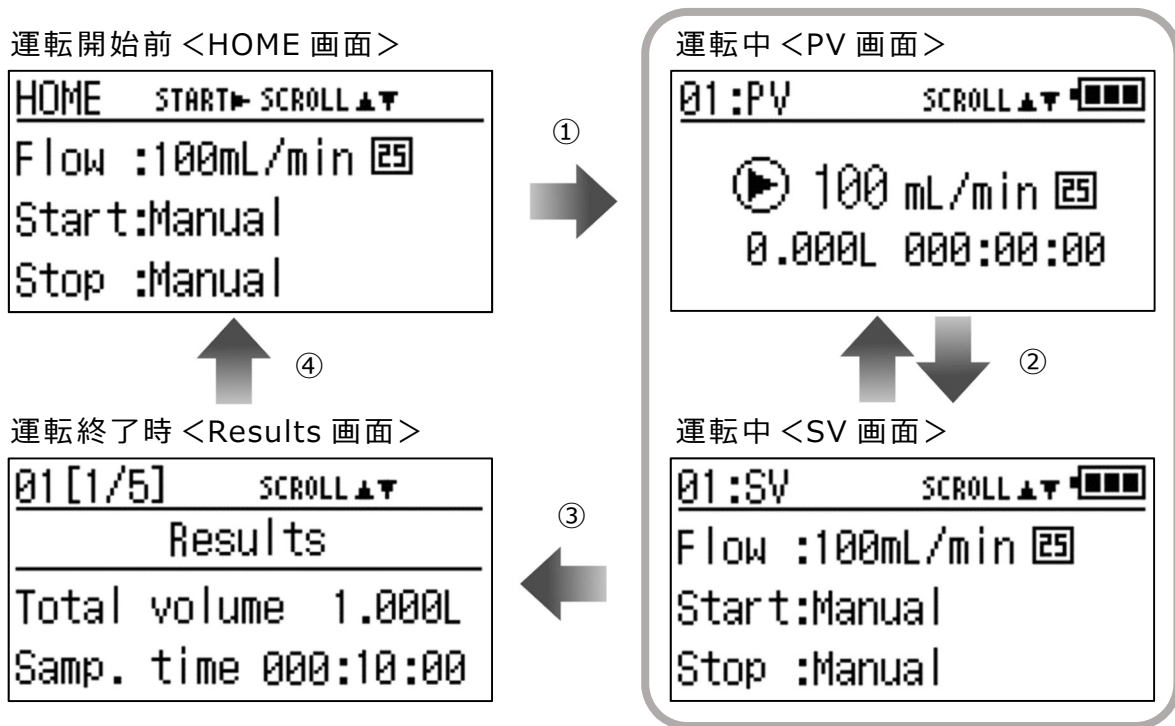 運転開始前 <HOME 画面>
HOME START▶ SCROLL▲▼
Flow :100mL/min 25
Start:Manual
Stop :Manual
①
運転中 <PV 画面>
01:PV SCROLL▲▼
100 mL/min 25
0.000L 000:00:00
②
運転中 <SV 画面>
01:SV SCROLL▲▼
Flow :100mL/min 25
Start:Manual
Stop :Manual
③
運転終了時 <Results 画面>
01[1/5] SCROLL▲▼
Results
Total volume 1.000L
Samp. time 000:10:00
④